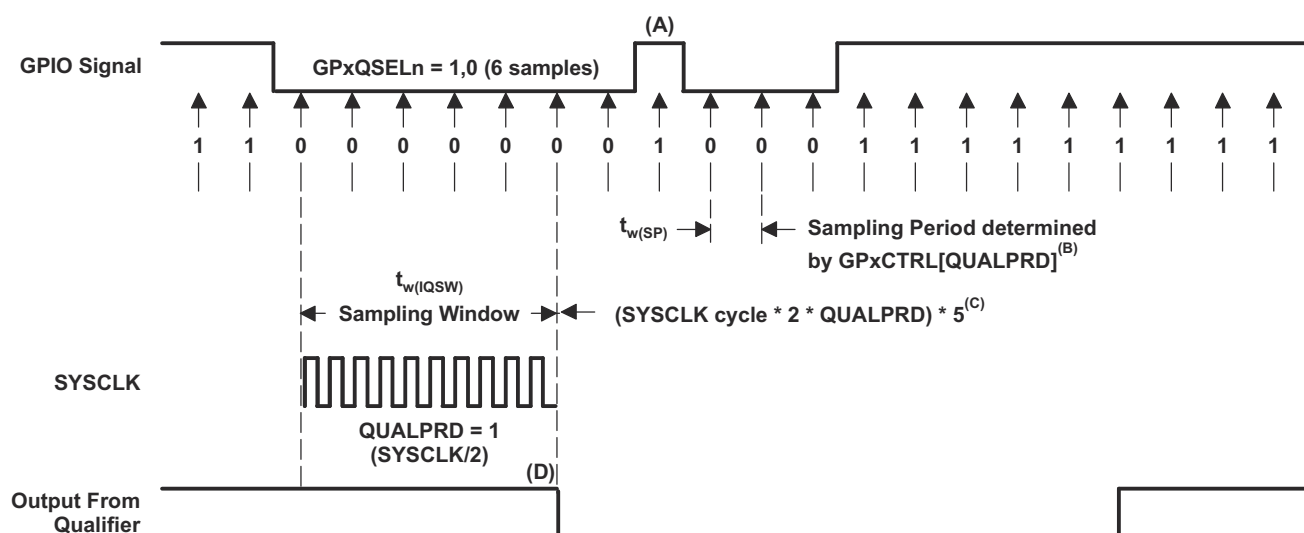 (A)
GPIO Signal
GPxQSELn = 1,0 (6 samples)
1 1 0 0 0 0 0 0 0 1 0 0 0 1 1 1 1 1 1 1 1 1
tw(SP)
Sampling Period determined
by GPxCTRL[QUALPRD](B)
tw(IQSW)
Sampling Window
(SYSCLK cycle * 2 * QUALPRD) * 5(C)
SYSCLK
QUALPRD = 1
(SYSCLK/2)
(D)
Output From
Qualifier